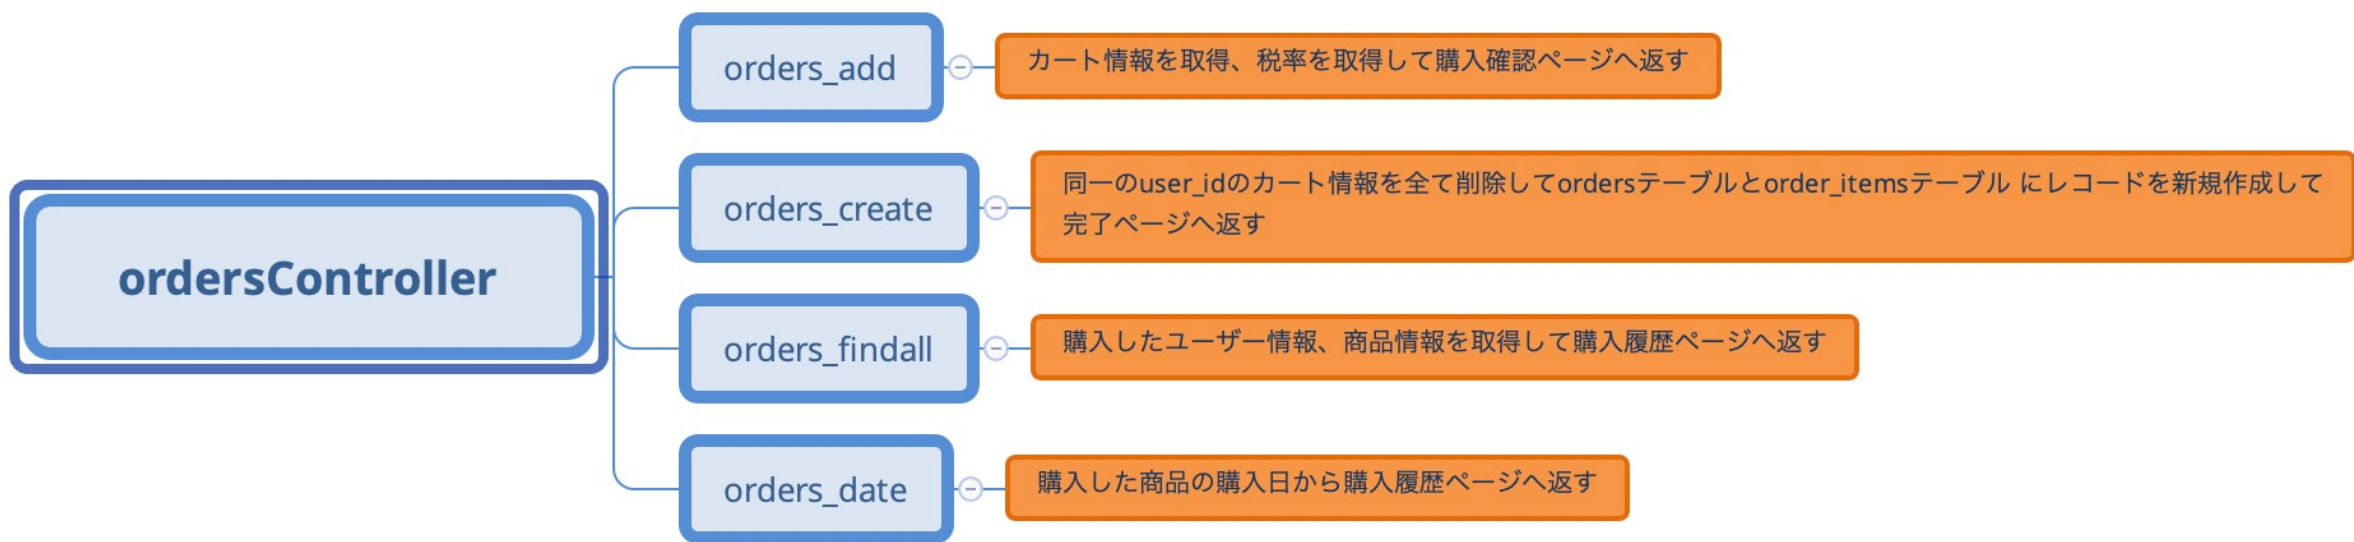 orders_add
カート情報を取得、税率を取得して購入確認ページへ返す
orders_create
同一のuser_idのカート情報を全て削除してordersテーブルとorder_itemsテーブル にレコードを新規作成して
完了ページへ返す
ordersController
orders_findall
購入したユーザー情報、商品情報を取得して購入履歴ページへ返す
orders_date
購入した商品の購入日から購入履歴ページへ返す